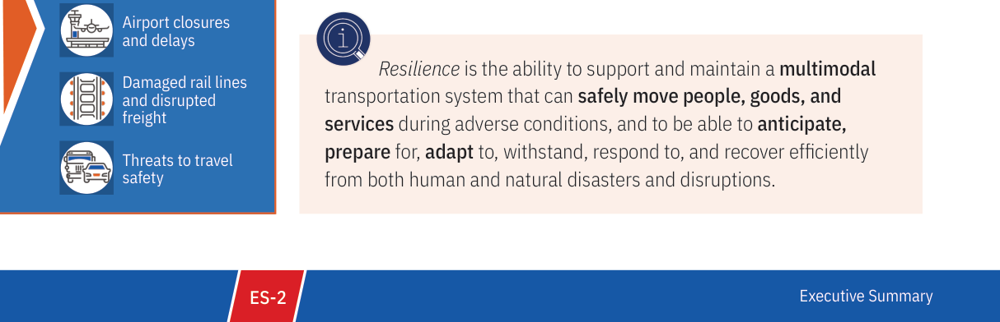 Airport closures
and delays
Damaged rail lines
and disrupted
freight
Threats to travel
safety
i
Resilience is the ability to support and maintain a multimodal
transportation system that can safely move people, goods, and
services during adverse conditions, and to be able to anticipate,
prepare for, adapt to, withstand, respond to, and recover efficiently
from both human and natural disasters and disruptions.
ES-2
Executive Summary